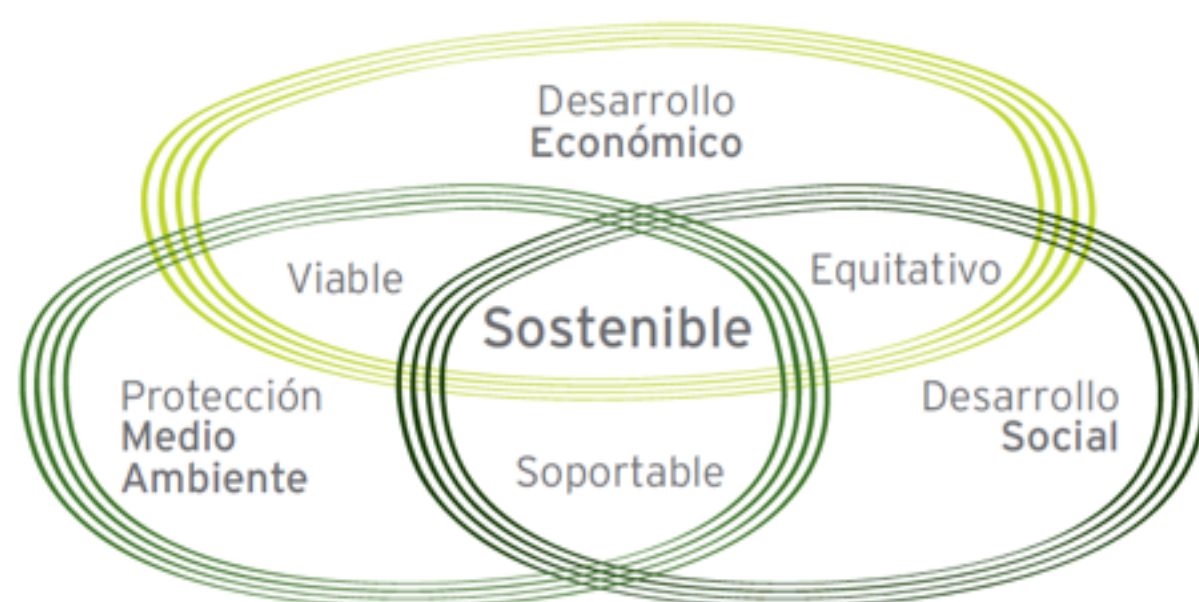 Desarrollo
Económico
Viable
Equitativo
Sostenible
Protección
Medio
Ambiente
Desarrollo
Social
Soportable